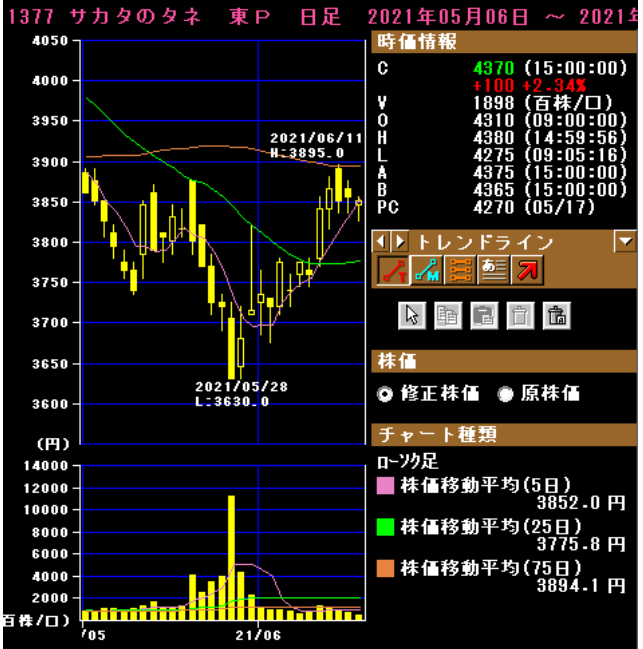 1377 サカタのタネ 東P 日足 2021年05月06日 ～ 2021年
4050
4000
3950
3900
3850
3800
3750
3700
3650
3600
(円)
2021/06/11
H:3895.0
2021/05/28
L:3630.0
14000
12000
10000
8000
6000
4000
2000
百株/口)
/05
21/06
時価情報
C 4370 (15:00:00)
+100 +2.34%
V 1898 (百株/口)
O 4310 (09:00:00)
H 4380 (14:59:56)
L 4275 (09:05:16)
A 4375 (15:00:00)
B 4365 (15:00:00)
PC 4270 (05/17)
トレンドライン
T M あ
株価
修正株価 原株価
チャート種類
ローソク足
株価移動平均(5日)
3852.0 円
株価移動平均(25日)
3775.8 円
株価移動平均(75日)
3894.1 円